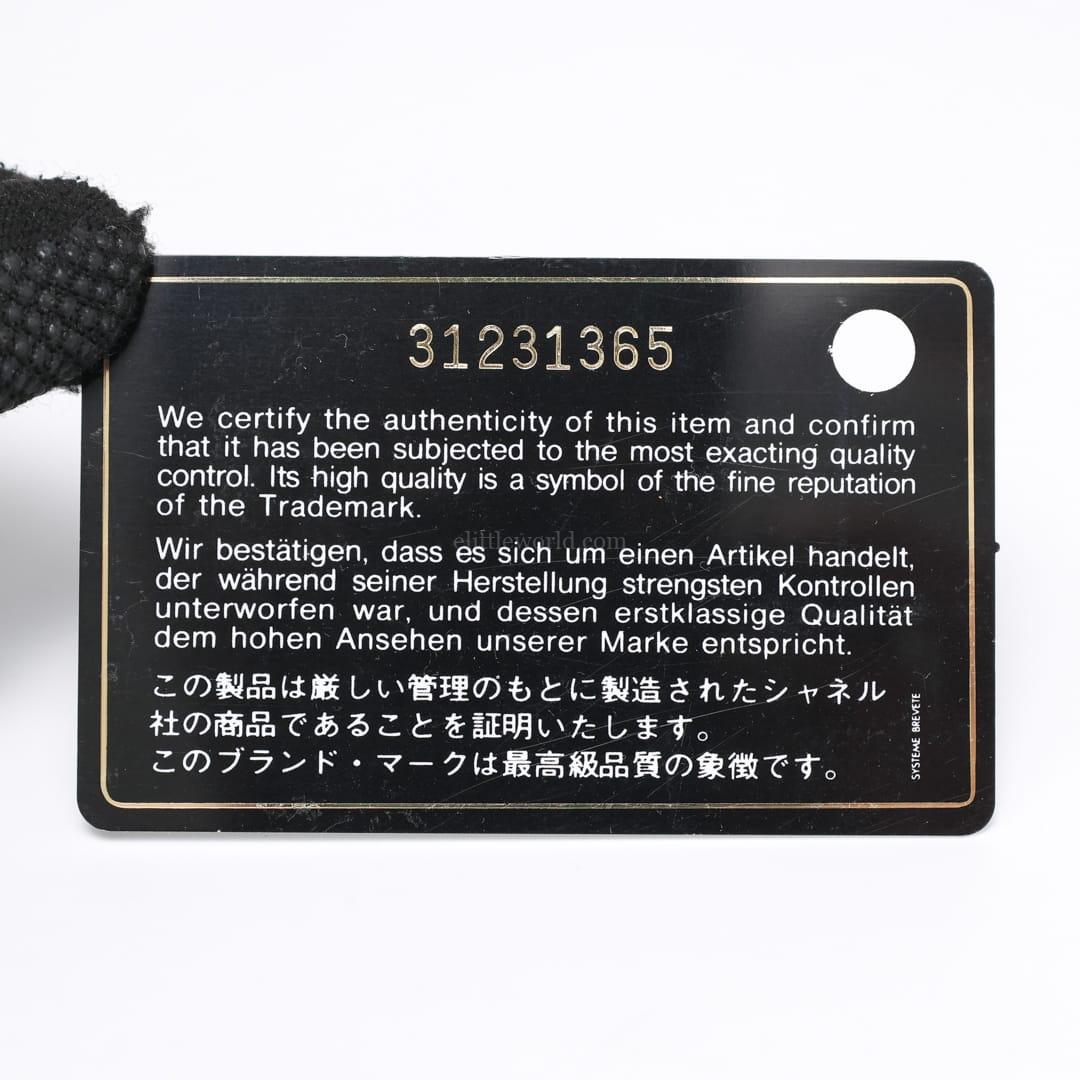 31231365
We certify the authenticity of this item and confirm
that it has been subjected to the most exacting quality
control. Its high quality is a symbol of the fine reputation
of the Trademark.
elittleworld.com
Wir bestätigen, dass es sich um einen Artikel handelt,
der während seiner Herstellung strengsten Kontrollen
unterworfen war, und dessen erstklassige Qualität
dem hohen Ansehen unserer Marke entspricht.
この製品は厳しい管理のもとに製造されたシャネル
社の商品であることを証明いたします。
このブランド・マークは最高級品質の象徴です。
SYSTEME BREVETE